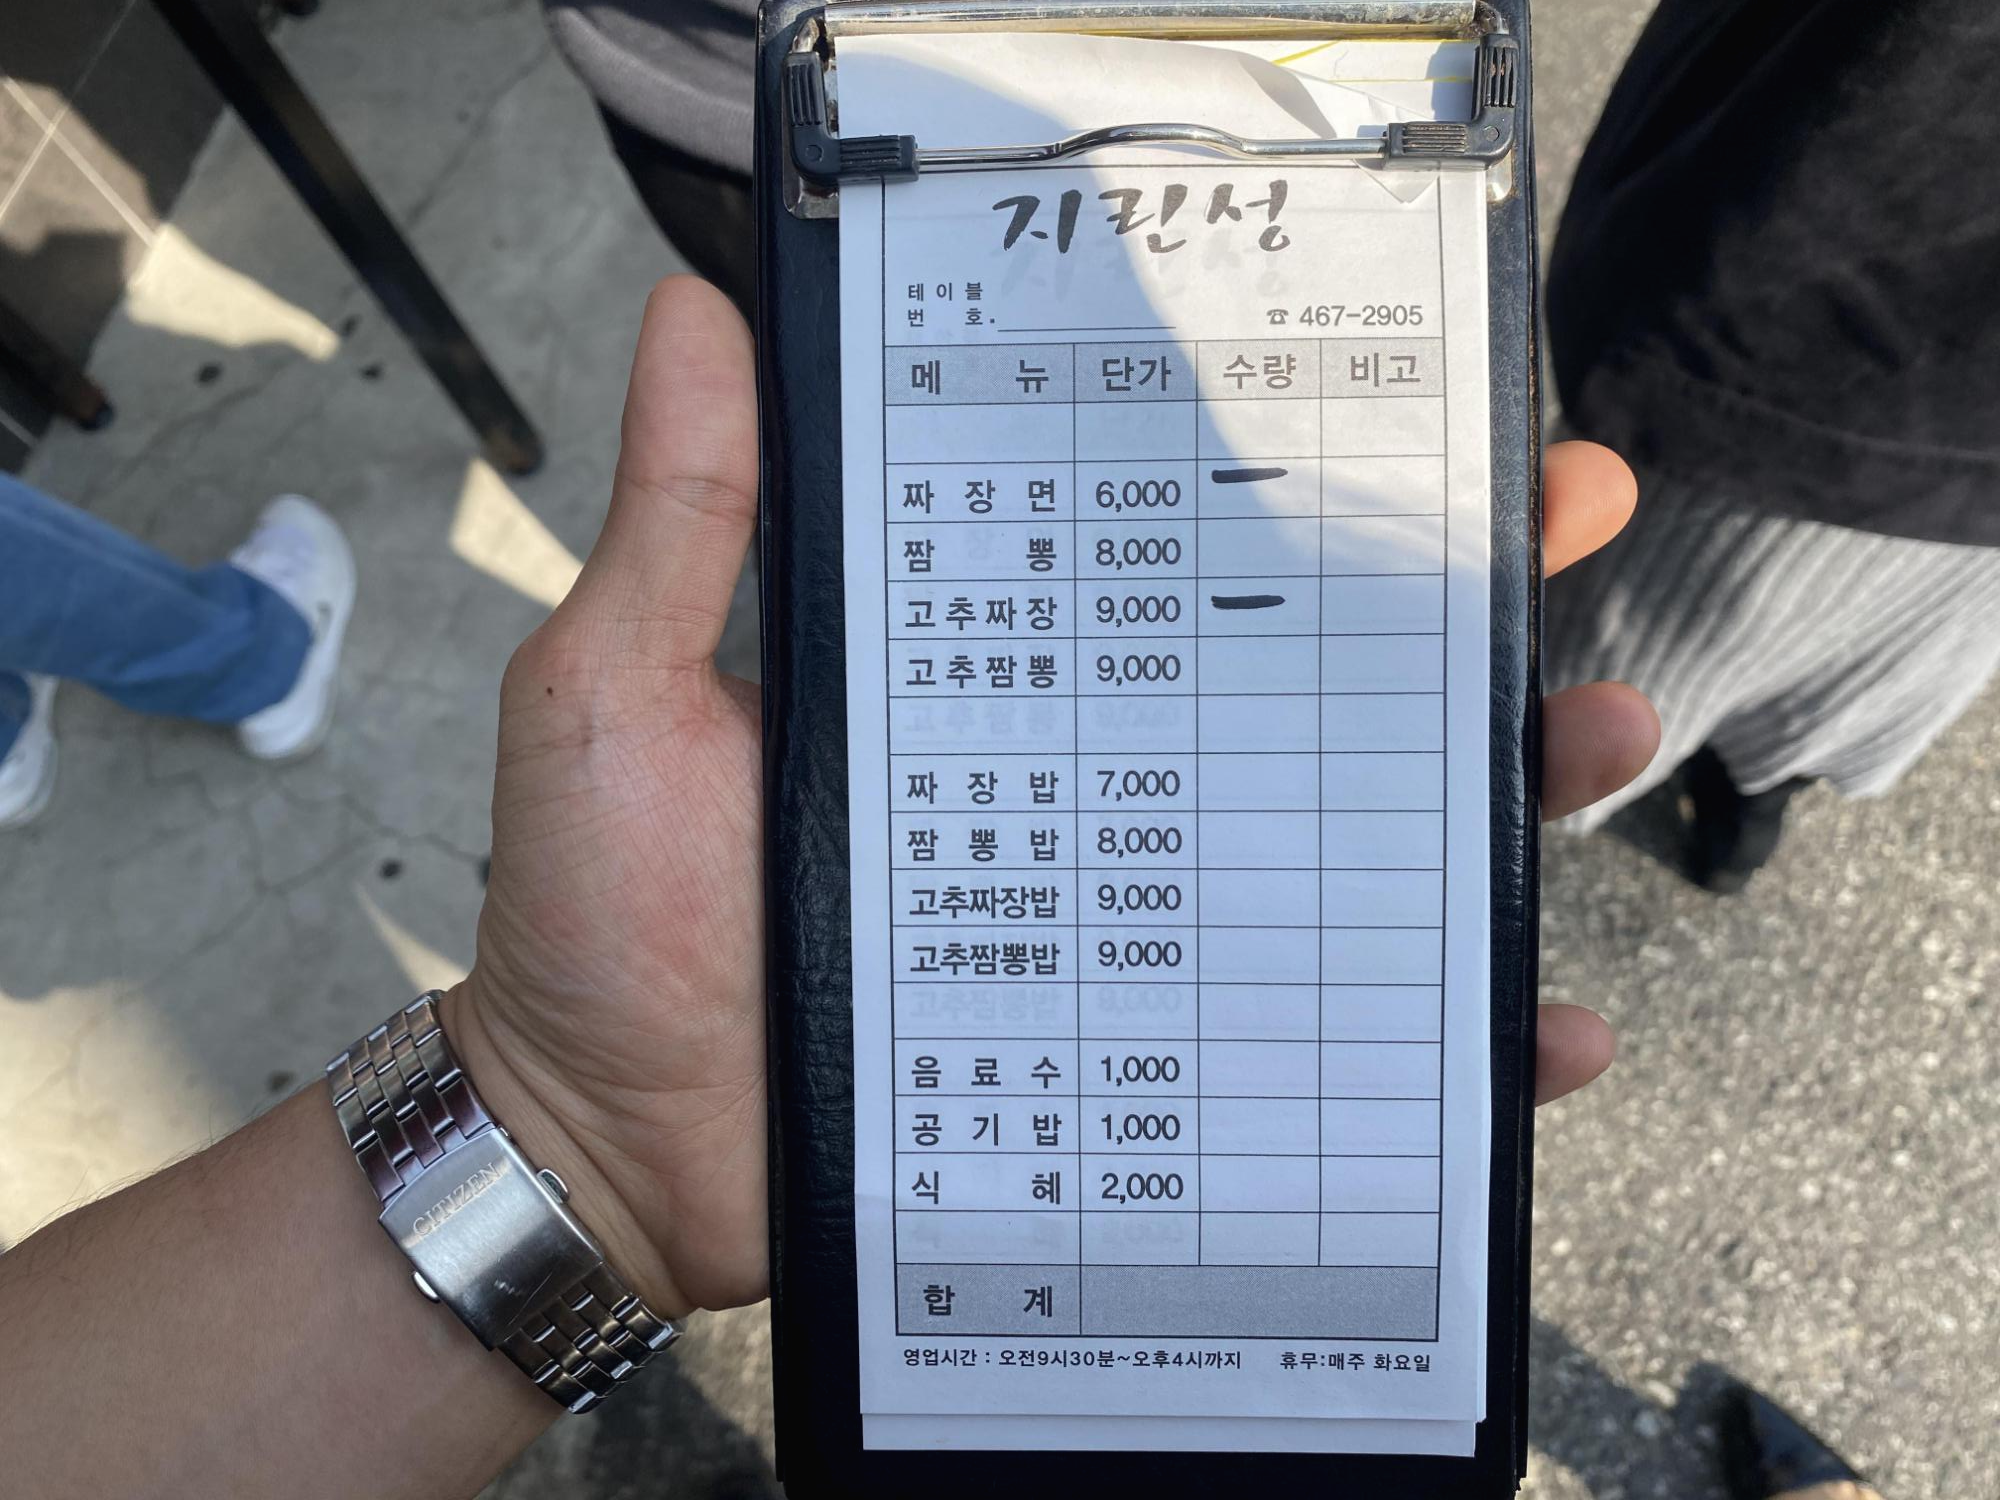 지린성
테이블
번 호.
☎ 467-2905
메 뉴 단가 수량 비고
짜 장 면 6,000 一
짬 뽕 8,000
고추짜장 9,000 一
고추짬뽕 9,000
짜 장 밥 7,000
짬 뽕 밥 8,000
고추짜장밥 9,000
고추짬뽕밥 9,000
음 료 수 1,000
공 기 밥 1,000
식 혜 2,000
합 계
영업시간 : 오전9시30분~오후4시까지 휴무:매주 화요일
CITIZEN